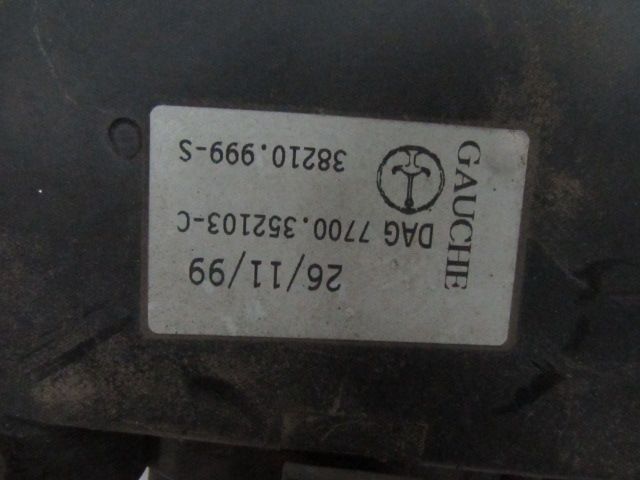 26/11/99
DAG 7700.352103-C
38210.999-S
GAUCHE